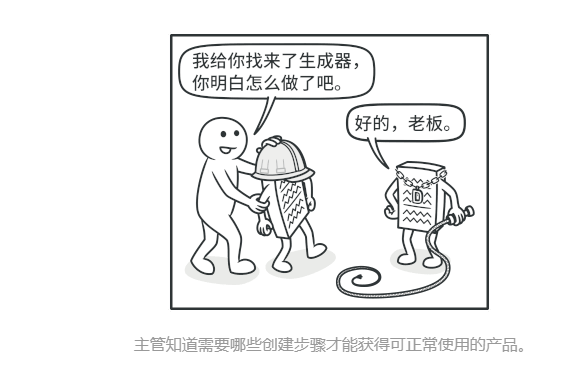 我给你找来了生成器，
你明白怎么做了吧。
好的，老板。
D
主管知道需要哪些创建步骤才能获得可正常使用的产品。